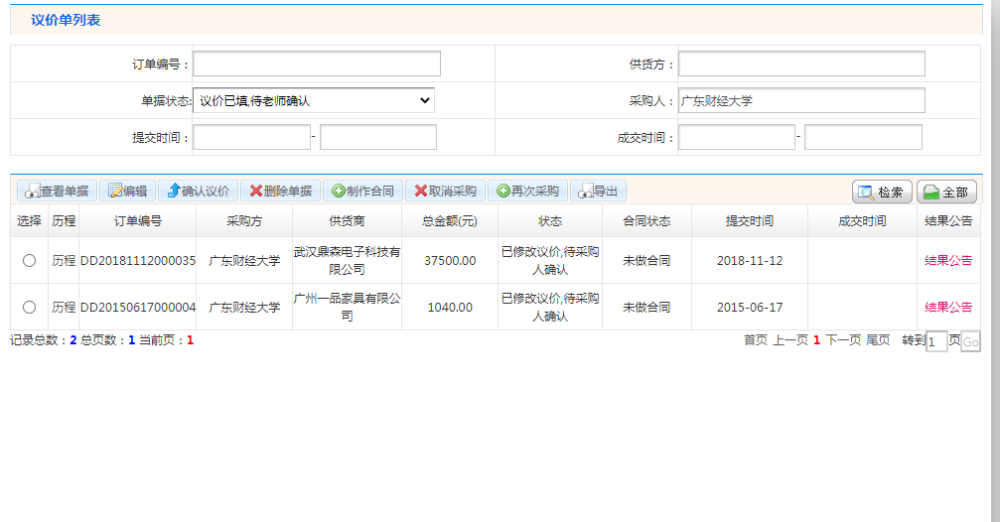 议价单列表
订单编号： 供货方：
单据状态: 议价已填,待老师确认 采购人： 广东财经大学
提交时间： - 成交时间： -
查看单据 编辑 确认议价 删除单据 制作合同 取消采购 再次采购 导出 检索 全部
选择 历程 订单编号 采购方 供货商 总金额(元) 状态 合同状态 提交时间 成交时间 结果公告
历程 DD20181112000035 广东财经大学 武汉鼎森电子科技有限公司 37500.00 已修改议价,待采购人确认 未做合同 2018-11-12 结果公告
历程 DD20150617000004 广东财经大学 广州一品家具有限公司 1040.00 已修改议价,待采购人确认 未做合同 2015-06-17 结果公告
记录总数：2 总页数：1 当前页：1 首页 上一页 1 下一页 尾页 转到 1 页 Go